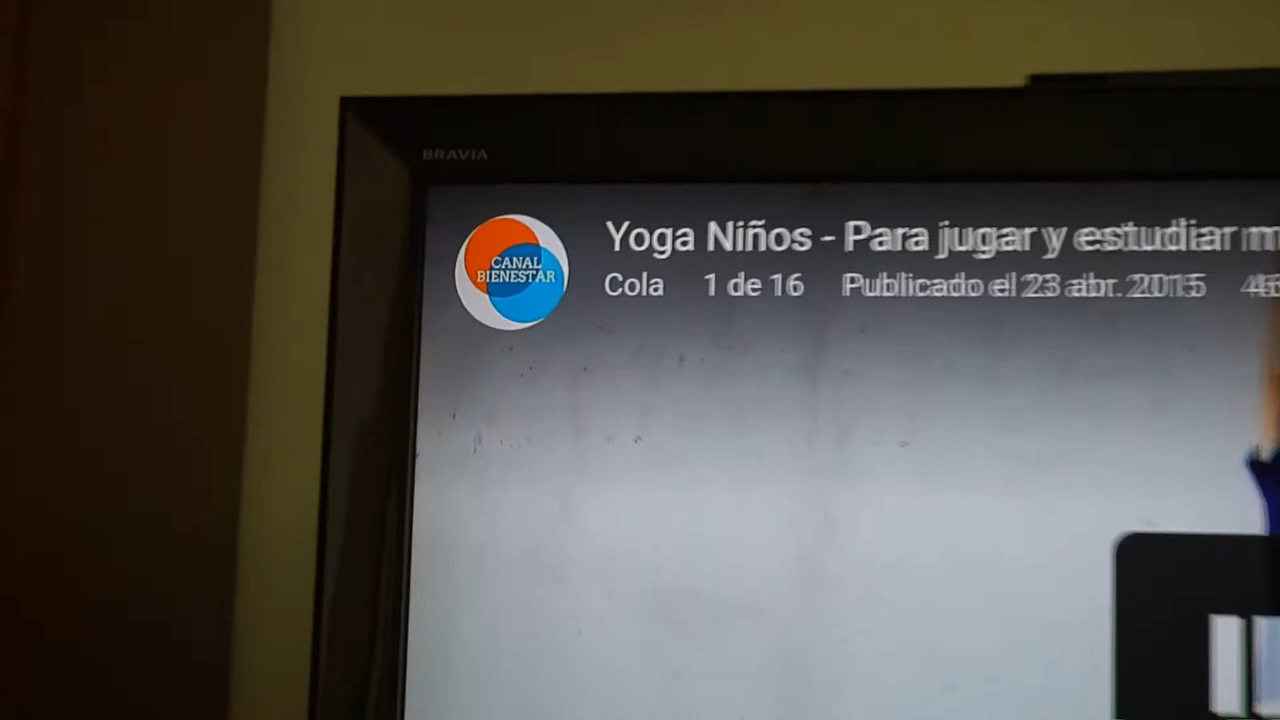 BRAVIA
Yoga Niños - Para jugar y estudiar
CANAL
BIENESTAR
Cola 1 de 16 Publicado el 23 abr. 2015